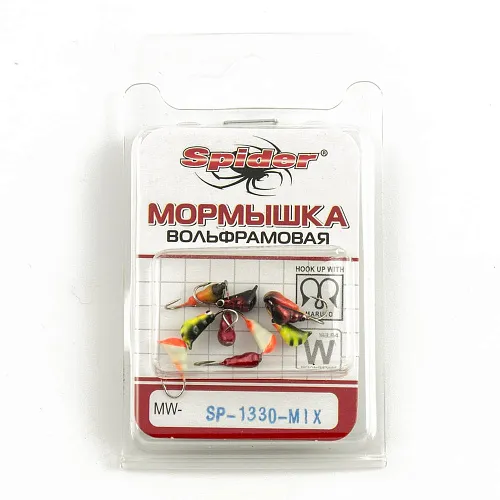 Spider®
МОРМЫШКА
ВОЛЬФРАМОВАЯ
HOOK UP WITH
W
MW- SP-1330-MIX